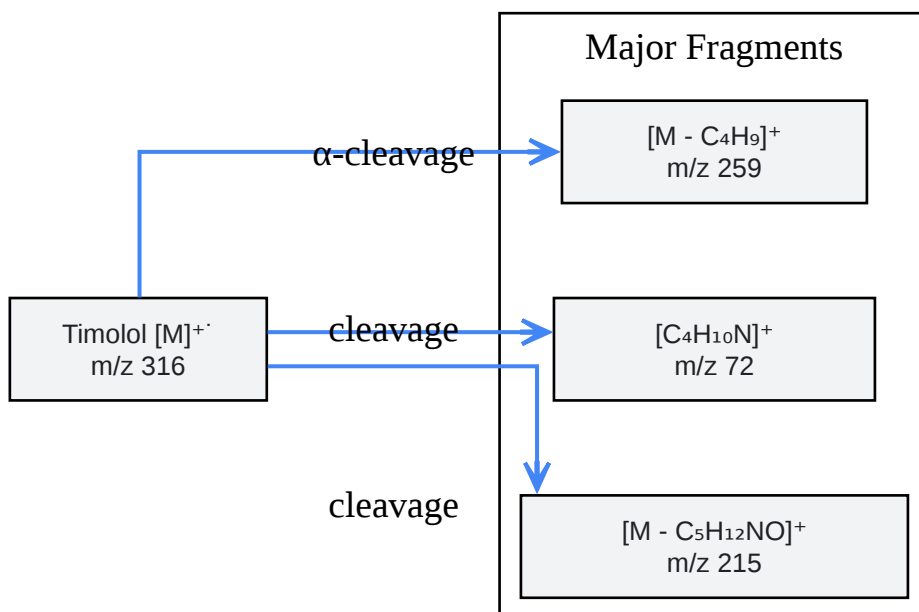 Major Fragments
[M - C₄H₉]⁺
m/z 259
α-cleavage
Timolol [M]⁺˙
m/z 316
cleavage
[C₄H₁₀N]⁺
m/z 72
cleavage
[M - C₅H₁₂NO]⁺
m/z 215